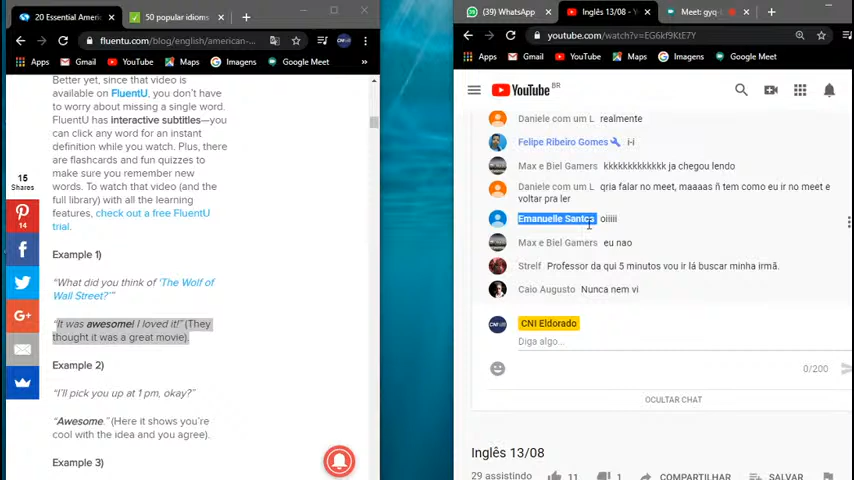 20 Essential Ameri
50 popular idioms
fluentu.com/blog/english/american-...
Apps
Gmail
YouTube
Maps
Imagens
Google Meet
»
Better yet, since that video is
available on FluentU, you don't have
to worry about missing a single word.
FluentU has interactive subtitles—you
can click any word for an instant
definition while you watch. Plus, there
are flashcards and fun quizzes to
make sure you remember new
words. To watch that video (and the
full library) with all the learning
features, check out a free FluentU
trial.
15
Shares
14
Example 1)
"What did you think of 'The Wolf of
Wall Street?'"
"It was awesome! I loved it!" (They
thought it was a great movie).
Example 2)
"I'll pick you up at 1 pm, okay?"
"Awesome." (Here it shows you're
cool with the idea and you agree).
Example 3)
(39) WhatsApp
Inglês 13/08 - Y
Meet: gyq-
youtube.com/watch?v=EG6kf9KtE7Y
Apps
Gmail
YouTube
Maps
Imagens
Google Meet
YouTube BR
Daniele com um L realmente
Felipe Ribeiro Gomes
Max e Biel Gamers kkkkkkkkkkkk ja chegou lendo
Daniele com um L qria falar no meet, maaaas ñ tem como eu ir no meet e
voltar pra ler
Emanuelle Santos oiiiii
Max e Biel Gamers eu nao
Strelf Professor da qui 5 minutos vou ir lá buscar minha irmã.
Caio Augusto Nunca nem vi
CNI Eldorado
Diga algo...
0/200
OCULTAR CHAT
Inglês 13/08
29 assistindo
11
1
COMPARTILHAR
SALVAR